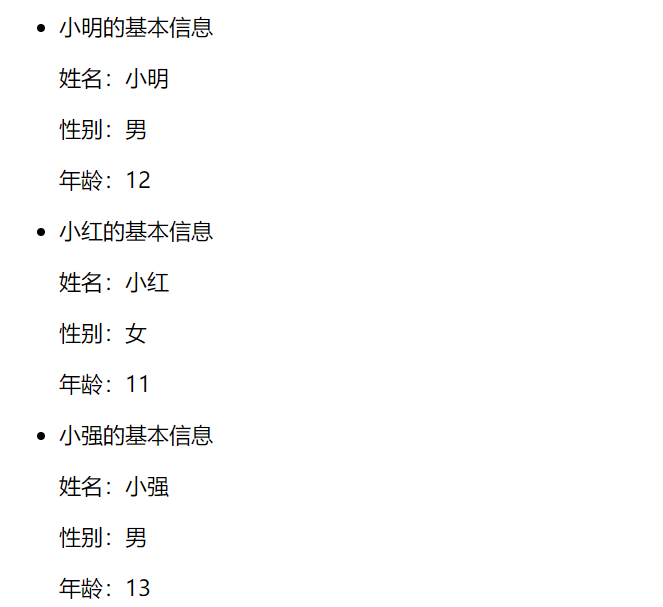 小明的基本信息
姓名：小明
性别：男
年龄：12
小红的基本信息
姓名：小红
性别：女
年龄：11
小强的基本信息
姓名：小强
性别：男
年龄：13